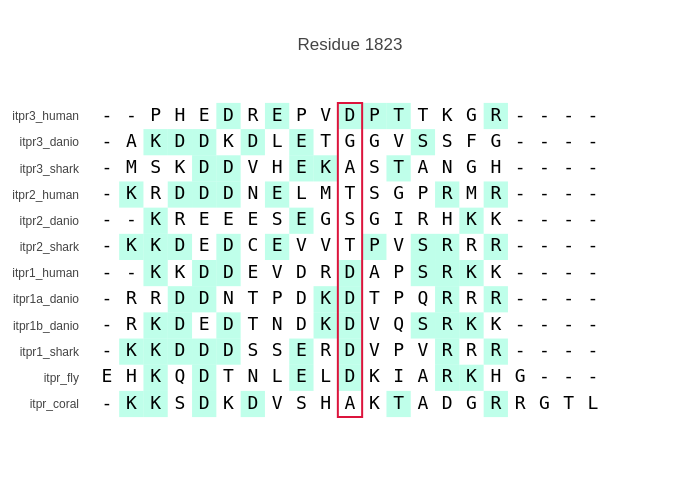 Residue 1823
itpr3_human - - P H E D R E P V D P T T K G R - - - -
itpr3_danio - A K D D K D L E T G G V S S F G - - - -
itpr3_shark - M S K D D V H E K A S T A N G H - - - -
itpr2_human - K R D D D N E L M T S G P R M R - - - -
itpr2_danio - - K R E E E S E G S G I R H K K - - - -
itpr2_shark - K K D E D C E V V T P V S R R R - - - -
itpr1_human - - K K D D E V D R D A P S R K K - - - -
itpr1a_danio - R R D D N T P D K D T P Q R R R - - - -
itpr1b_danio - R K D E D T N D K D V Q S R K K - - - -
itpr1_shark - K K D D D S S E R D V P V R R R - - - -
itpr_fly E H K Q D T N L E L D K I A R K H G - - -
itpr_coral - K K S D K D V S H A K T A D G R R G T L